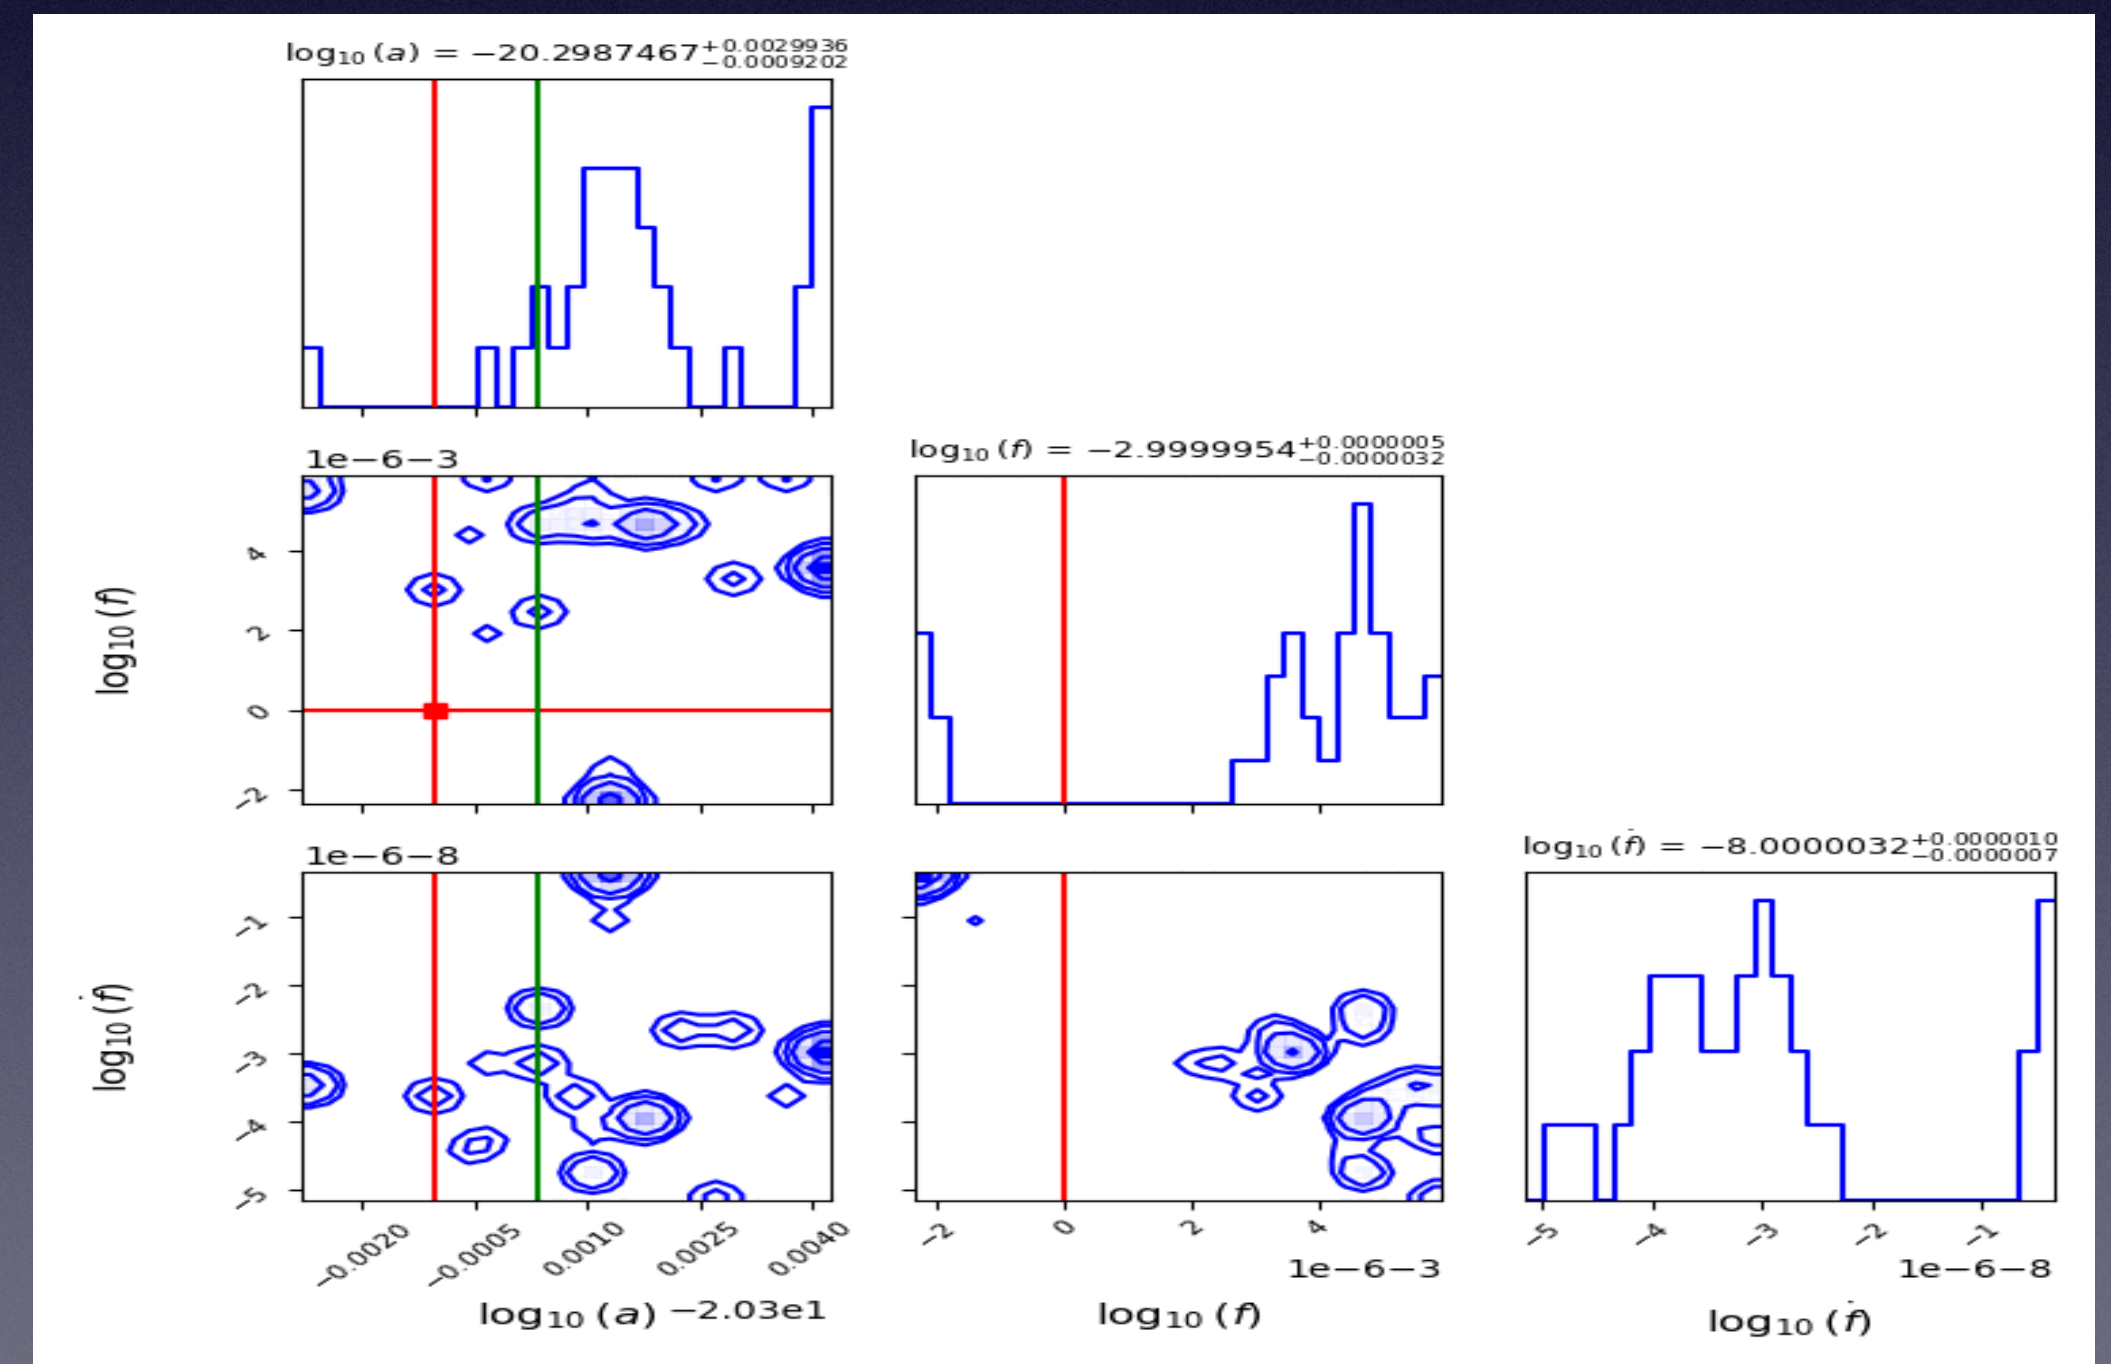 log₁₀ (a) = −20.2987467 +0.0029936 −0.0009202
1e−6−3
log₁₀ (f) = −2.9999954 +0.0000005 −0.0000032
log₁₀(f)
4
2
0
−2
1e−6−8
log₁₀ (ḟ) = −8.0000032 +0.0000010 −0.0000007
log₁₀(ḟ)
−1
−2
−3
−4
−5
−0.0020 −0.0005 0.0010 0.0025 0.0040
−2 0 2 4
−5 −4 −3 −2 −1
1e−6−3
1e−6−8
log₁₀ (a) −2.03e1
log₁₀ (f)
log₁₀ (ḟ)